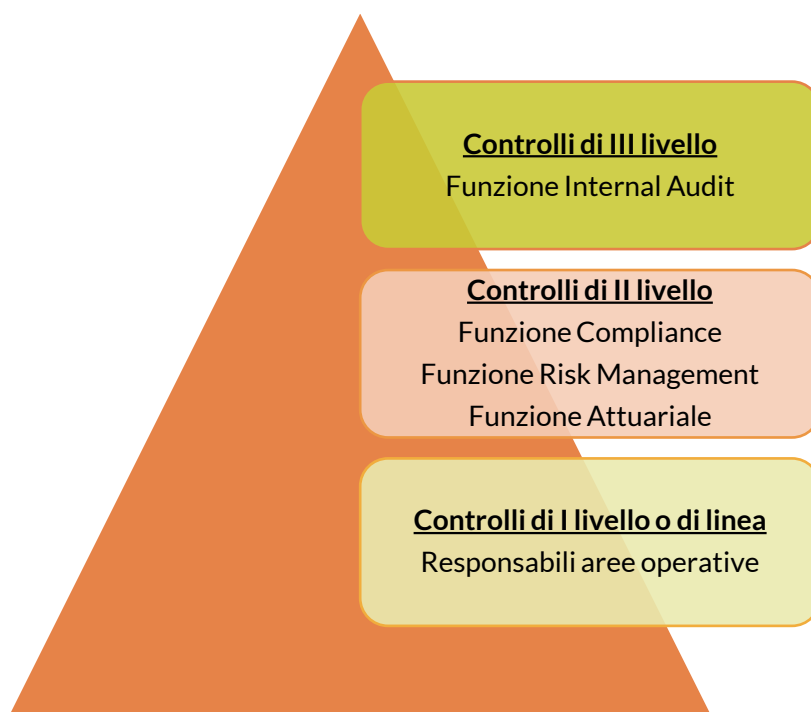 Controlli di III livello
Funzione Internal Audit
Controlli di II livello
Funzione Compliance
Funzione Risk Management
Funzione Attuariale
Controlli di I livello o di linea
Responsabili aree operative